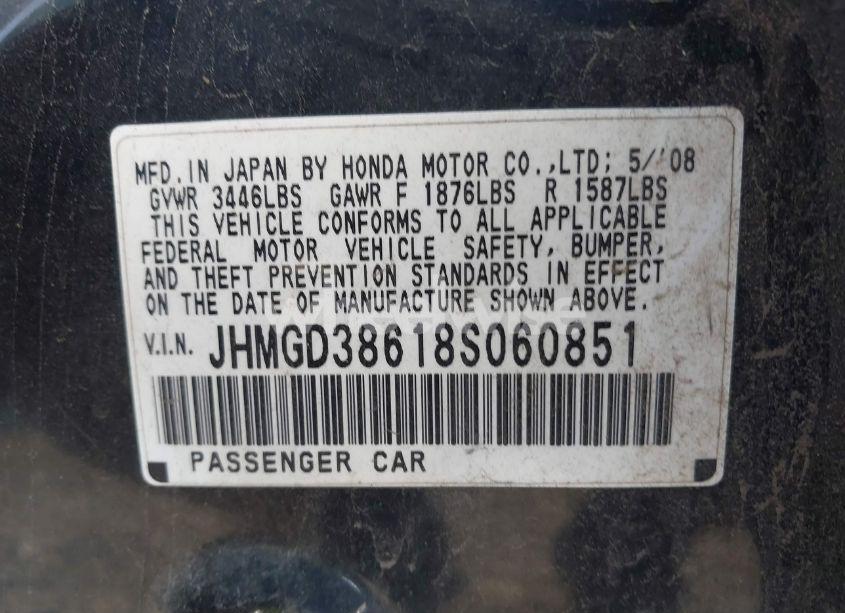 MFD.IN JAPAN BY HONDA MOTOR CO.,LTD; 5/'08
GVWR 3446LBS GAWR F 1876LBS R 1587LBS
THIS VEHICLE CONFORMS TO ALL APPLICABLE
FEDERAL MOTOR VEHICLE SAFETY, BUMPER,
AND THEFT PREVENTION STANDARDS IN EFFECT
ON THE DATE OF MANUFACTURE SHOWN ABOVE.
V.I.N. JHMGD38618S060851
PASSENGER CAR